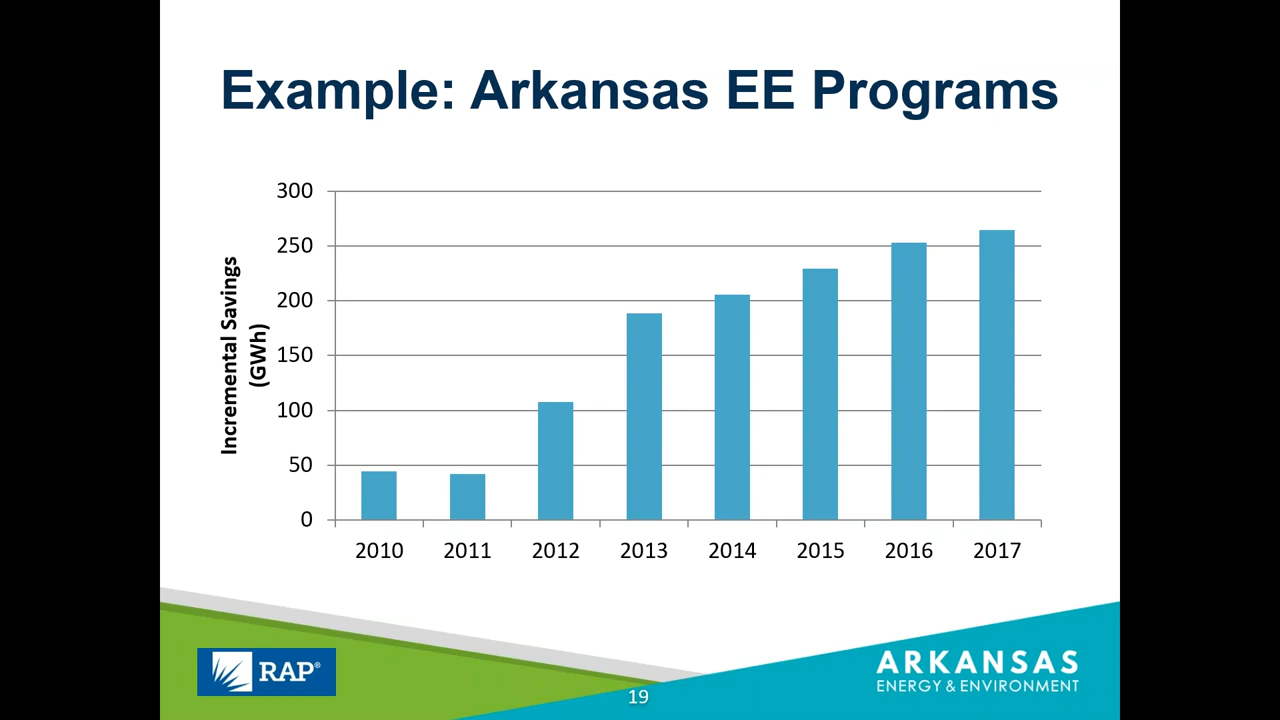 Example: Arkansas EE Programs
300
250
200
150
100
50
0
Incremental Savings
(GWh)
2010 2011 2012 2013 2014 2015 2016 2017
RAP®
19
ARKANSAS
ENERGY & ENVIRONMENT